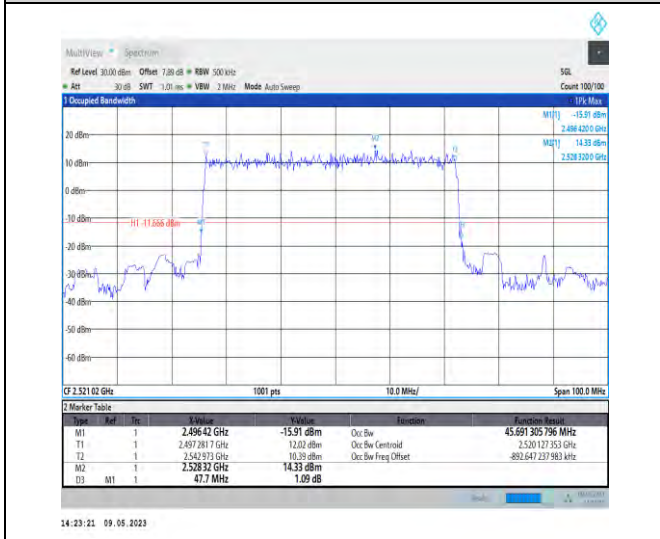 MultiView Spectrum
Ref Level 30.00 dBm Offset 7.89 dB RBW 500 kHz SGL
Att 30 dB SWT 1.01 ms VBW 2 MHz Mode Auto Sweep Count 100/100
1 Occupied Bandwidth 1Pk Max
M1[1] -15.91 dBm
2.496 4200 GHz
20 dBm
M2[1] 14.33 dBm
2.528 3200 GHz
10 dBm
0 dBm
-10 dBm
H1 -11.666 dBm
-20 dBm
-30 dBm
-40 dBm
-50 dBm
-60 dBm
CF 2.521 02 GHz 1001 pts 10.0 MHz/ Span 100.0 MHz
2 Marker Table
Type Ref Trc X-Value Y-Value Function Function Result
M1 1 2.496 42 GHz -15.91 dBm Occ Bw 45.691 305 796 MHz
T1 1 2.497 281 7 GHz 12.02 dBm Occ Bw Centroid 2.520 127 353 GHz
T2 1 2.542 973 GHz 10.39 dBm Occ Bw Freq Offset -892.647 237 983 kHz
M2 1 2.528 32 GHz 14.33 dBm
D3 M1 1 47.7 MHz 1.09 dB
14:23:21 09.05.2023